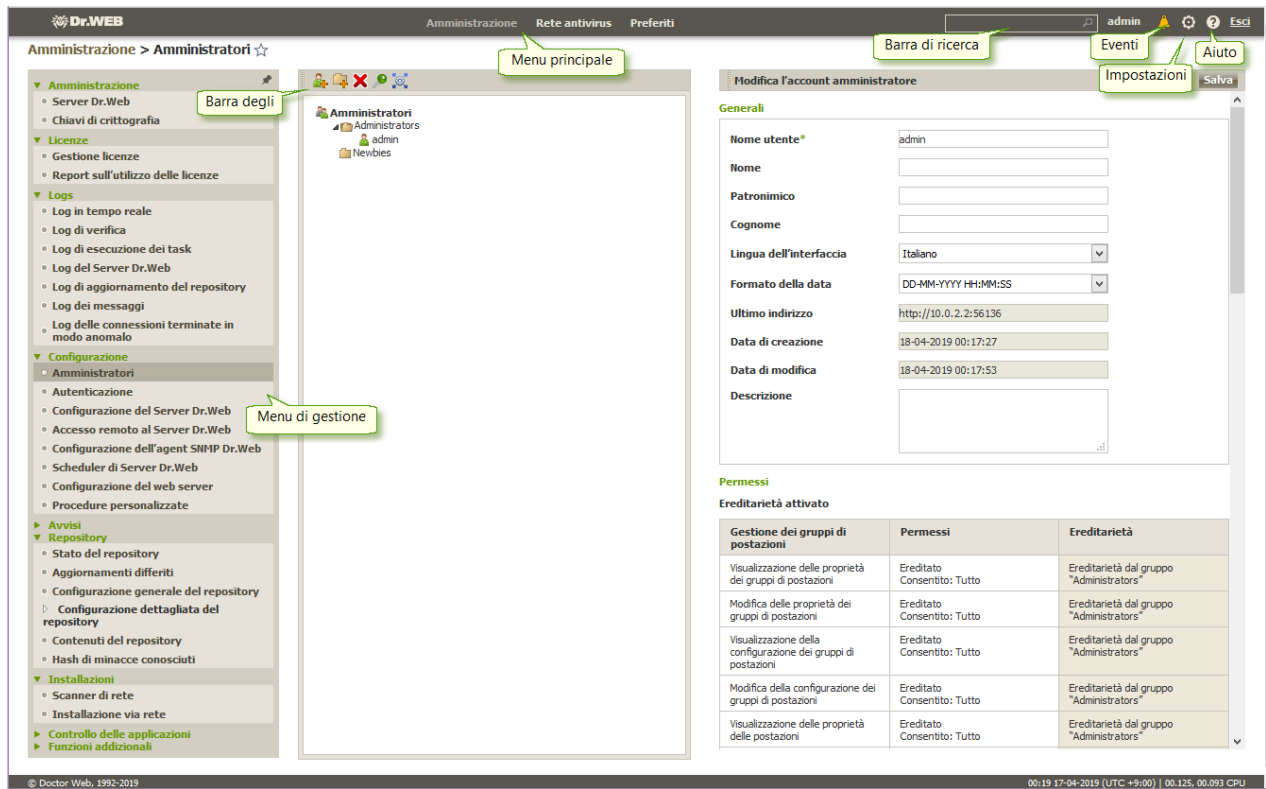 Dr.WEB
Amministrazione Rete antivirus Preferiti
admin
Esci
Amministrazione > Amministratori
Menu principale
Barra di ricerca
Eventi
Aiuto
Impostazioni
Barra degli
Menu di gestione
Amministrazione
Server Dr.Web
Chiavi di crittografia
Licenze
Gestione licenze
Report sull'utilizzo delle licenze
Logs
Log in tempo reale
Log di verifica
Log di esecuzione dei task
Log del Server Dr.Web
Log di aggiornamento del repository
Log dei messaggi
Log delle connessioni terminate in
modo anomalo
Configurazione
Amministratori
Autenticazione
Configurazione del Server Dr.Web
Accesso remoto al Server Dr.Web
Configurazione dell'agent SNMP Dr.Web
Scheduler di Server Dr.Web
Configurazione del web server
Procedure personalizzate
Avvisi
Repository
Stato del repository
Aggiornamenti differiti
Configurazione generale del repository
Configurazione dettagliata del
repository
Contenuti del repository
Hash di minacce conosciuti
Installazioni
Scanner di rete
Installazione via rete
Controllo delle applicazioni
Funzioni addizionali
Amministratori
Administrators
admin
Newbies
Modifica l'account amministratore
Salva
Generali
Nome utente* admin
Nome
Patronimico
Cognome
Lingua dell'interfaccia Italiano
Formato della data DD-MM-YYYY HH:MM:SS
Ultimo indirizzo http://10.0.2.2:56136
Data di creazione 18-04-2019 00:17:27
Data di modifica 18-04-2019 00:17:53
Descrizione
Permessi
Ereditarietà attivato
Gestione dei gruppi di
postazioni
Permessi
Ereditarietà
Visualizzazione delle proprietà
dei gruppi di postazioni
Ereditato
Consentito: Tutto
Ereditarietà dal gruppo
"Administrators"
Modifica delle proprietà dei
gruppi di postazioni
Ereditato
Consentito: Tutto
Ereditarietà dal gruppo
"Administrators"
Visualizzazione della
configurazione dei gruppi di
postazioni
Ereditato
Consentito: Tutto
Ereditarietà dal gruppo
"Administrators"
Modifica della configurazione dei
gruppi di postazioni
Ereditato
Consentito: Tutto
Ereditarietà dal gruppo
"Administrators"
Visualizzazione delle proprietà
delle postazioni
Ereditato
Consentito: Tutto
Ereditarietà dal gruppo
"Administrators"
© Doctor Web, 1992-2019
00:19 17-04-2019 (UTC +9:00) | 00.125, 00.093 CPU